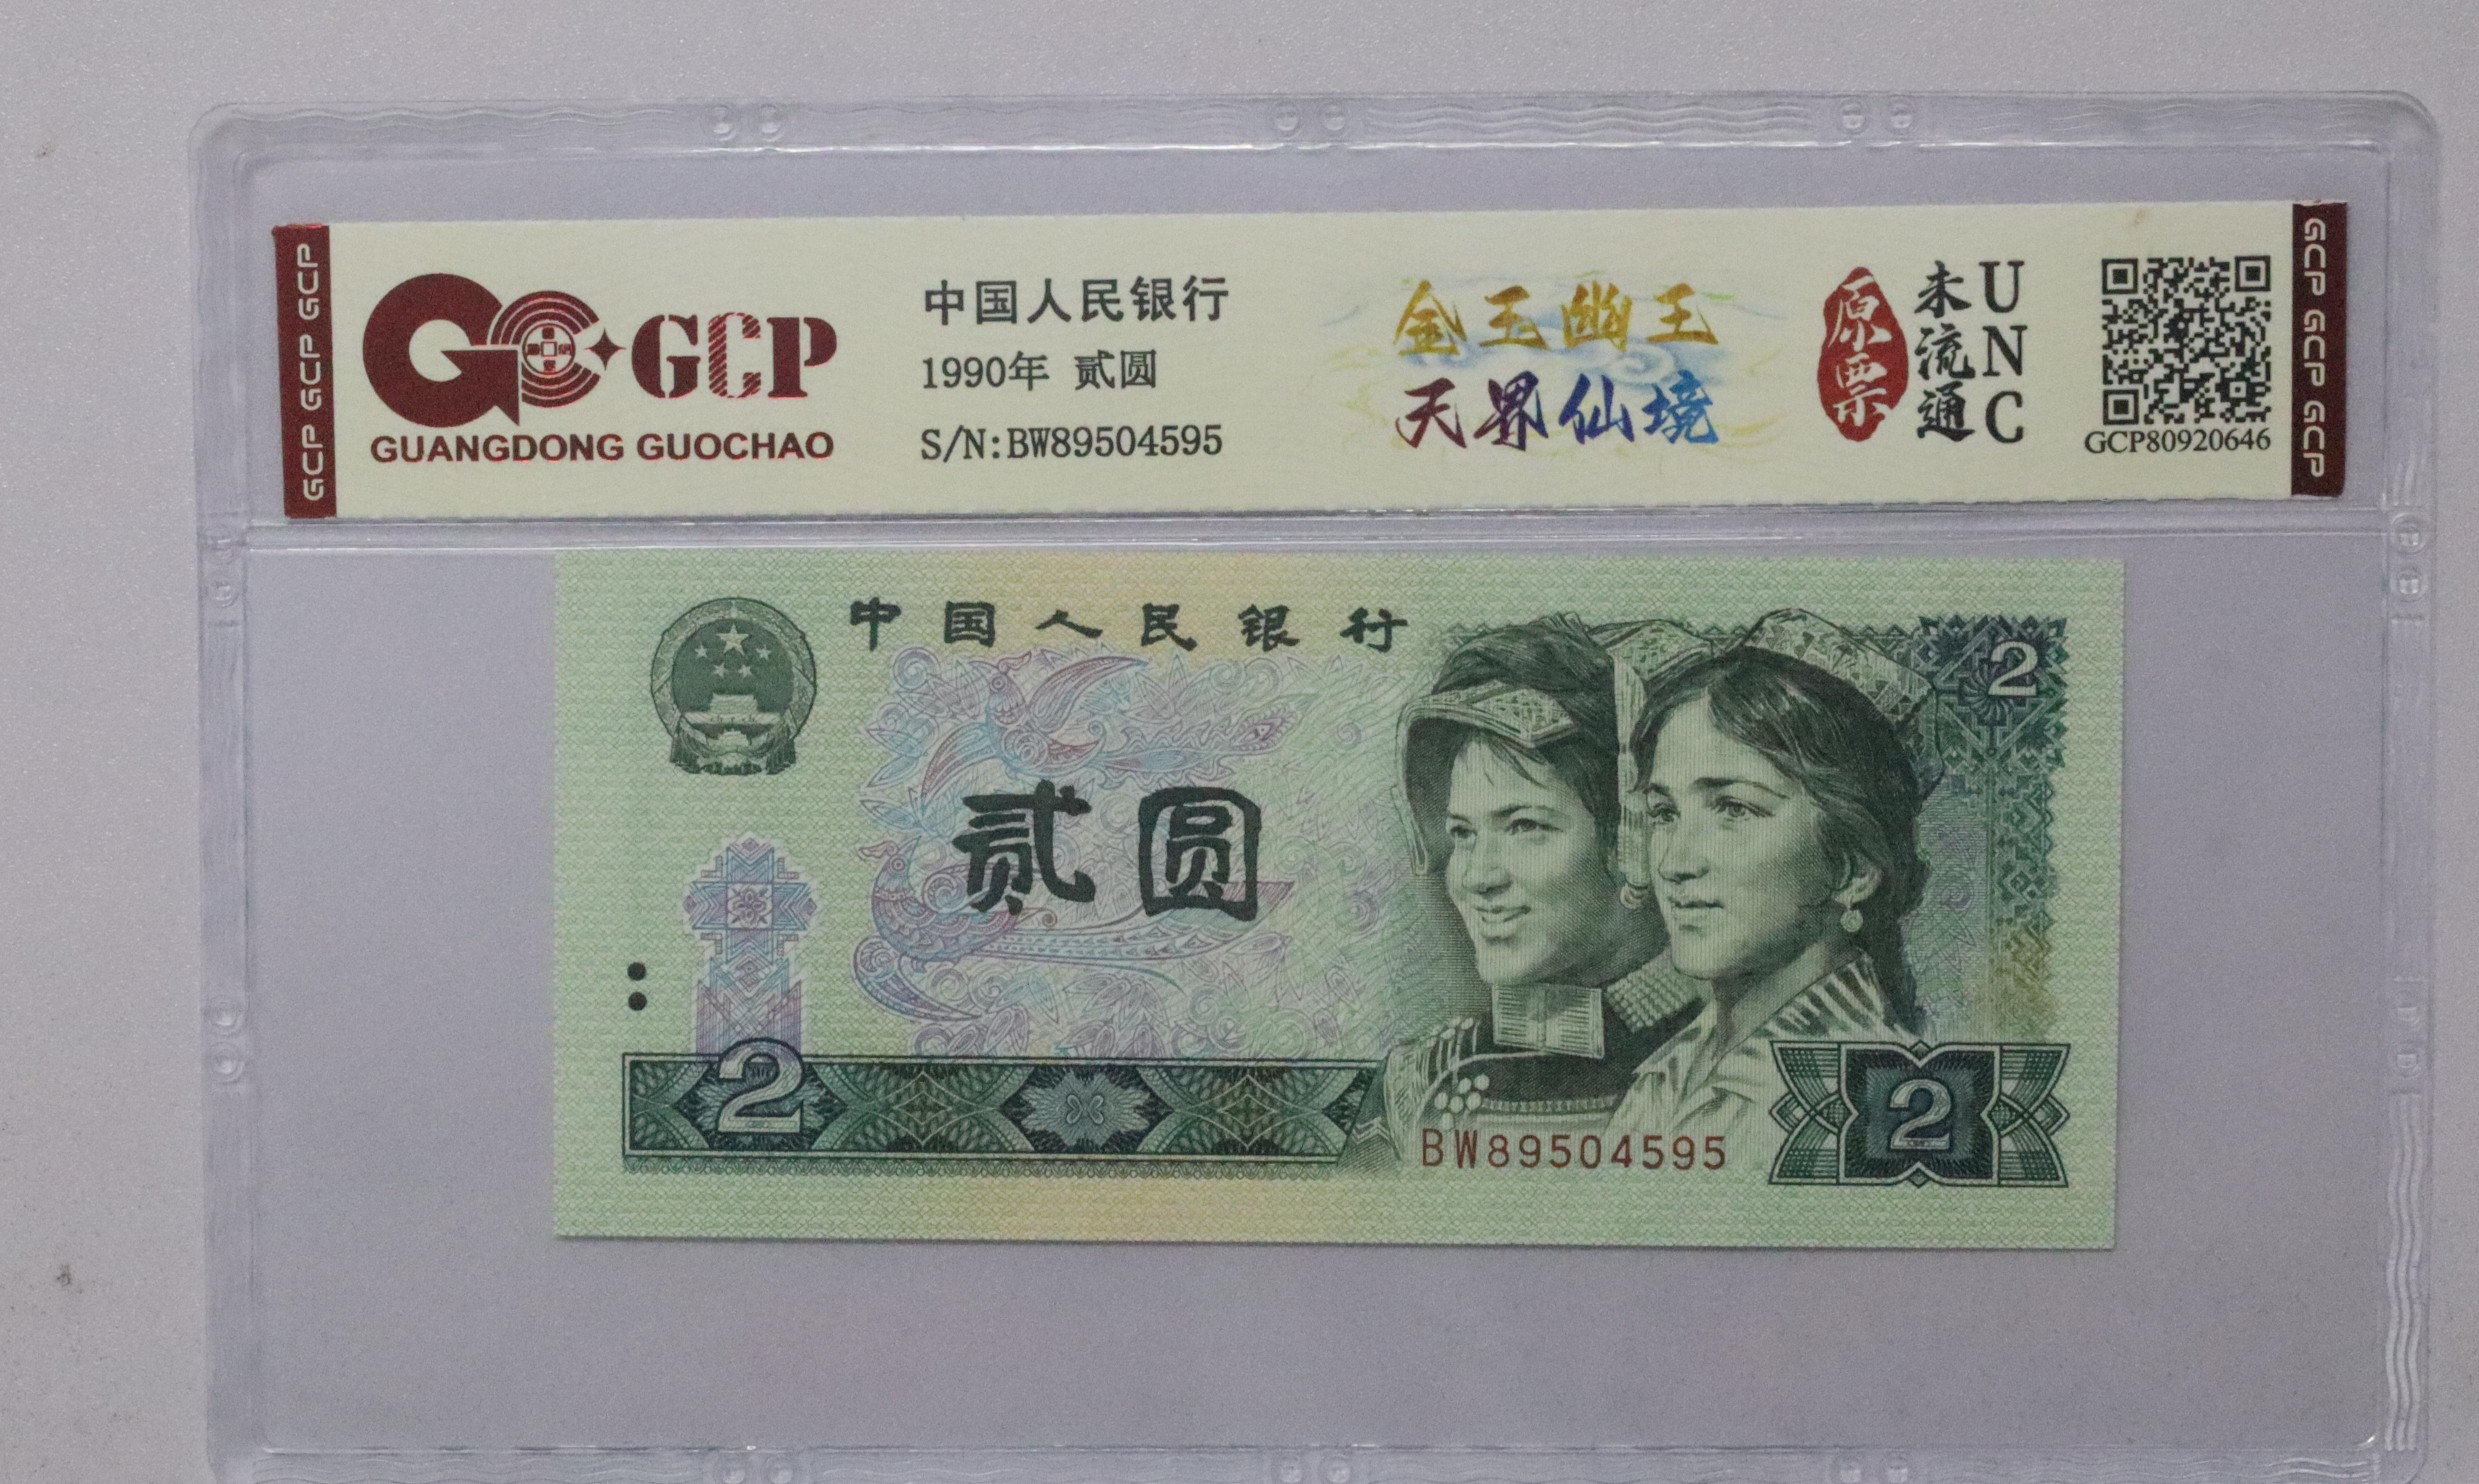 GCP GCP GCP
GCP
GUANGDONG GUOCHAO
中国人民银行
1990年 贰圆
S/N:BW89504595
金玉幽王
天界仙境
原票
未流通
UNC
GCP80920646
GCP GCP GCP
中国人民银行
2
贰圆
2
2
BW89504595